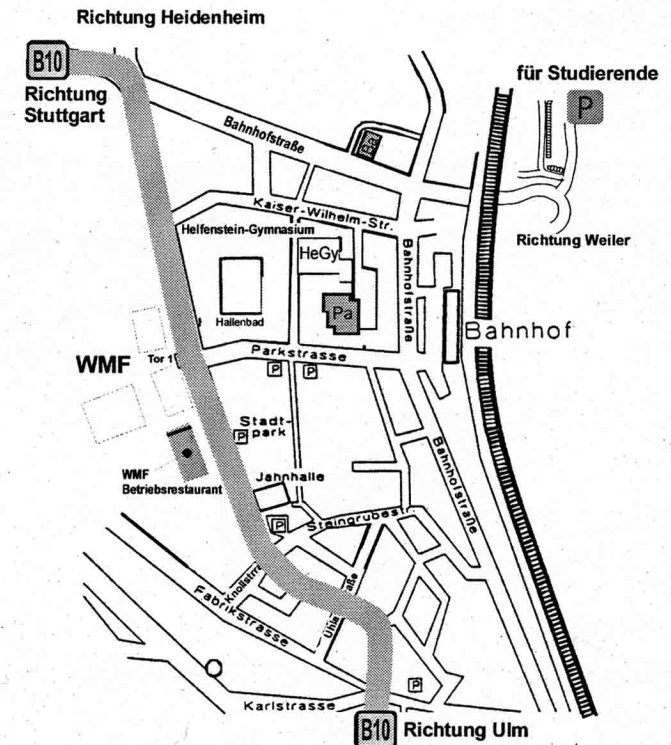 Richtung Heidenheim
B10
Richtung
Stuttgart
für Studierende
P
Bahnhofstraße
Kaiser-Wilhelm-Str.
Helfenstein-Gymnasium
HeGy
Bahnhofstraße
Richtung Weiler
Pa
Hallenbad
Bahnhof
Parkstrasse
WMF
Tor 1
P
P
Stadt-
park
P
Bahnhofstraße
WMF
Betriebsrestaurant
Jahnhalle
P
Steingrubestr.
Fabrikstrasse
P
Karlstrasse
B10
Richtung Ulm